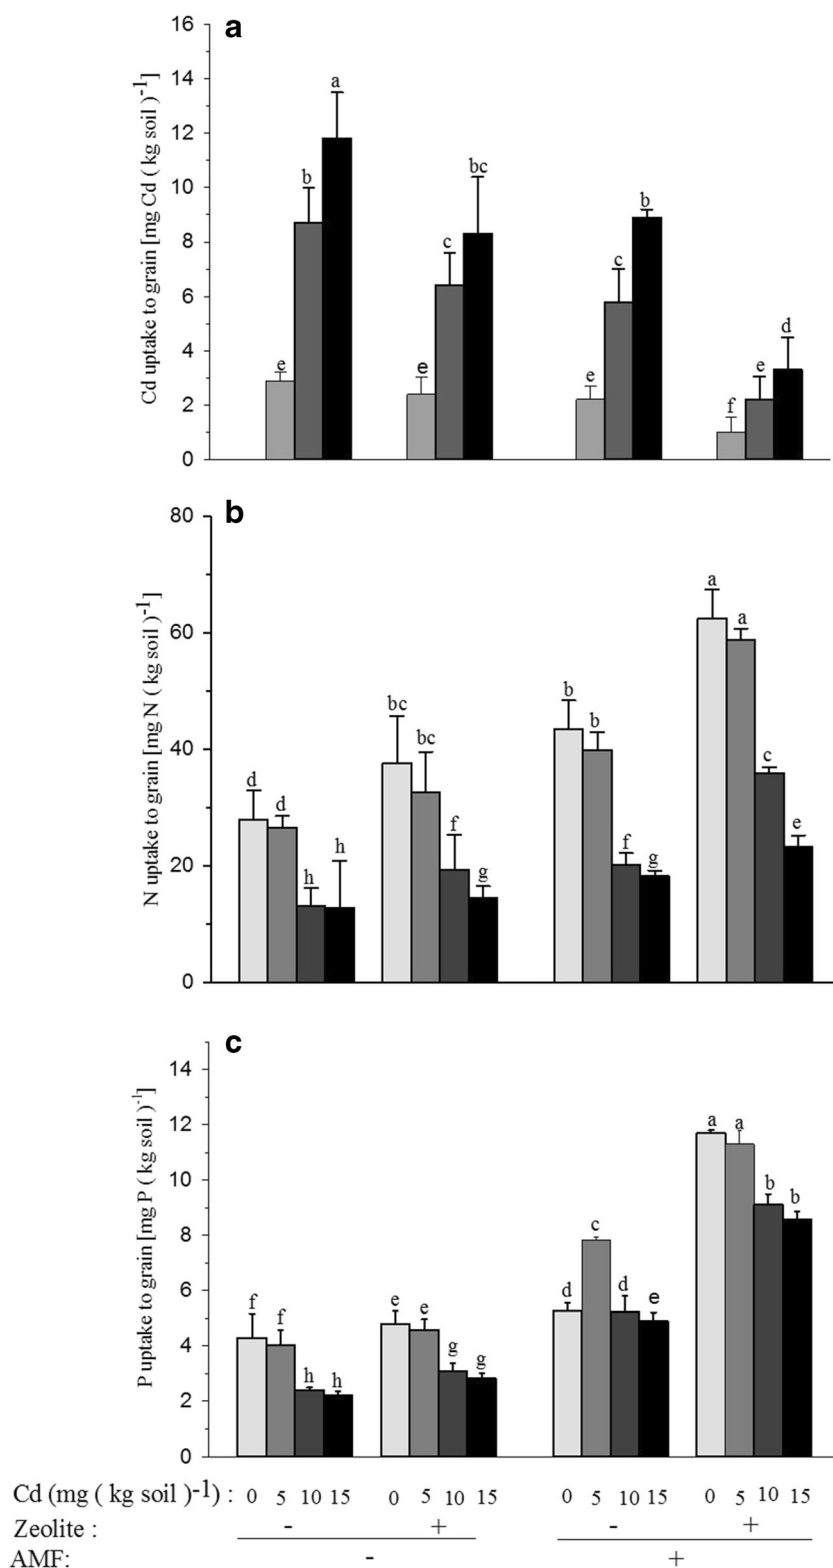 a
Cd uptake to grain [mg Cd ( kg soil )-1]
16
14
12
10
8
6
4
2
0
e b a
e c bc
e c b
f e d
b
N uptake to grain [mg N ( kg soil )-1]
80
60
40
20
0
d d h h
bc bc f g
b b f g
a a c e
c
P uptake to grain [mg P ( kg soil )-1]
14
12
10
8
6
4
2
0
f f h h
e e g g
d c d e
a a b b
Cd (mg ( kg soil )-1) : 0 5 10 15 0 5 10 15 0 5 10 15 0 5 10 15
Zeolite : - + - +
AMF: - +